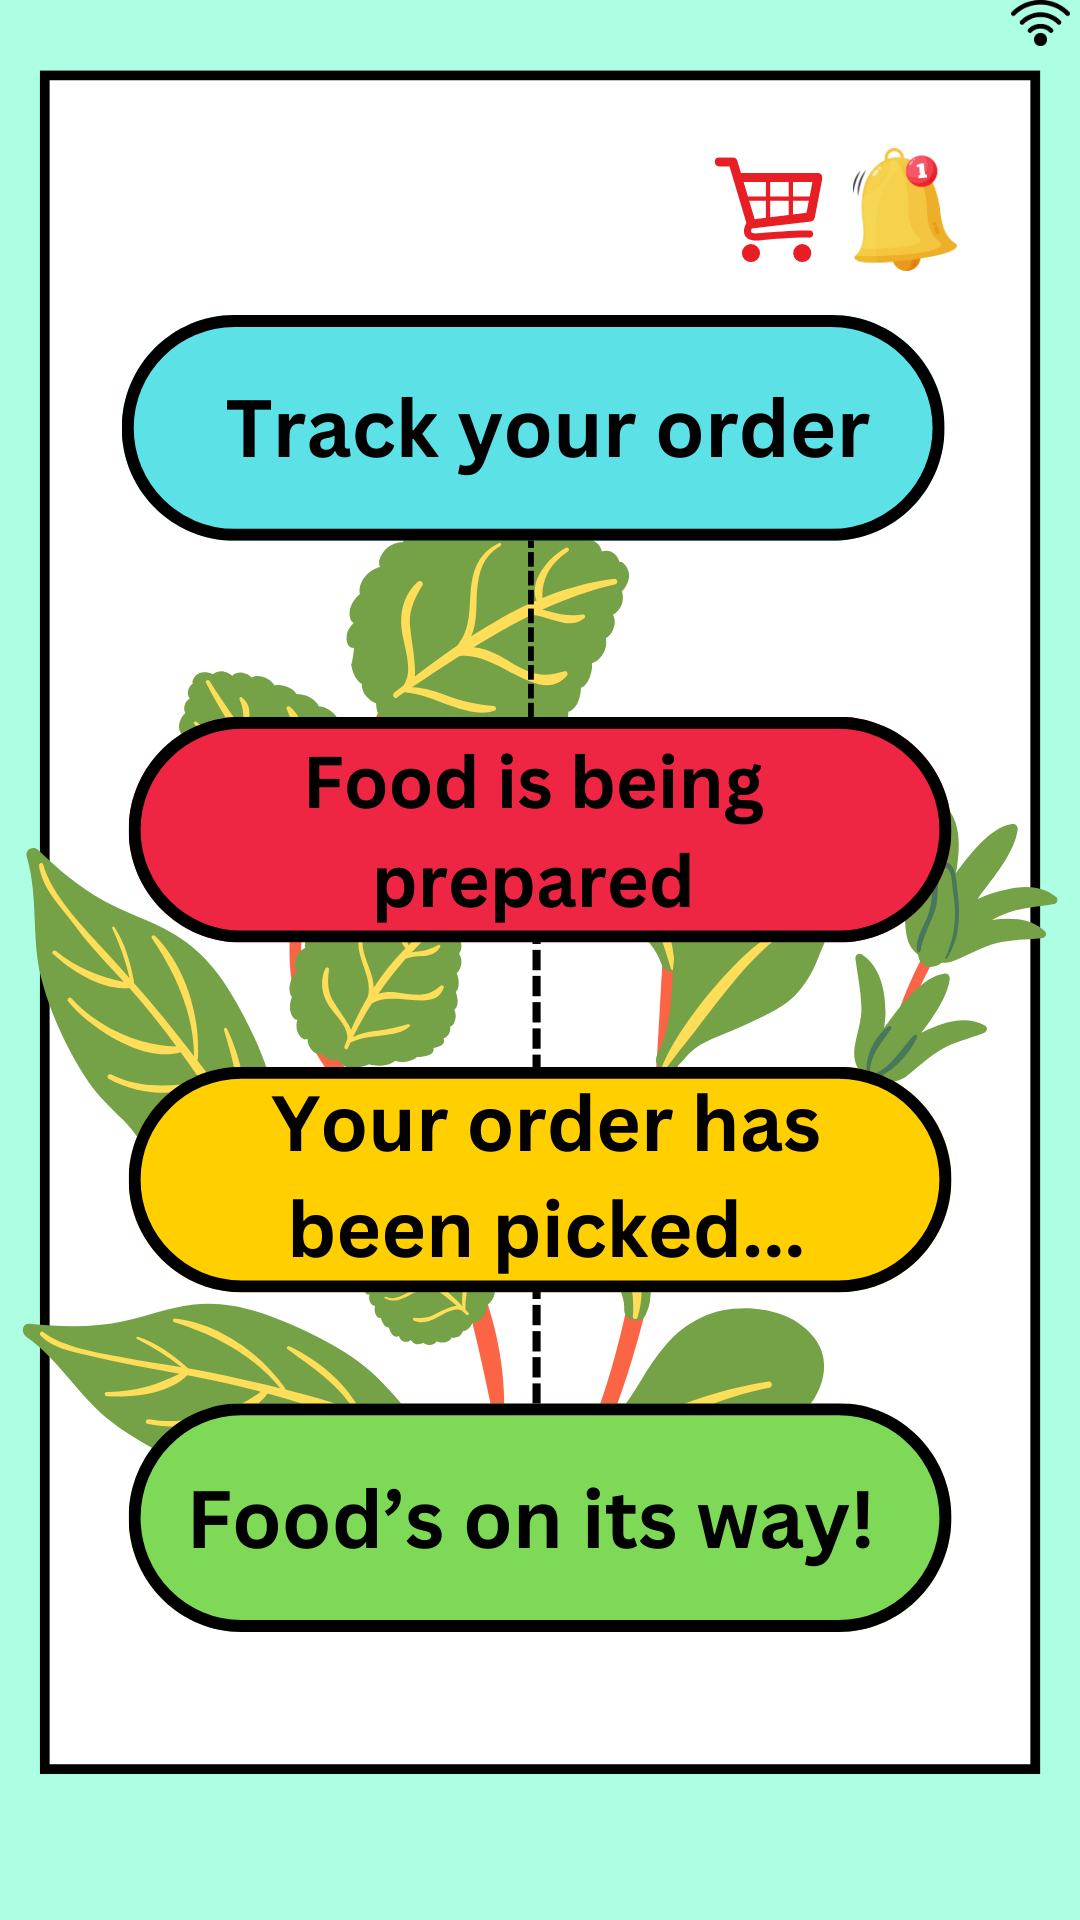 1
Track your order
Food is being
prepared
Your order has
been picked...
Food’s on its way!